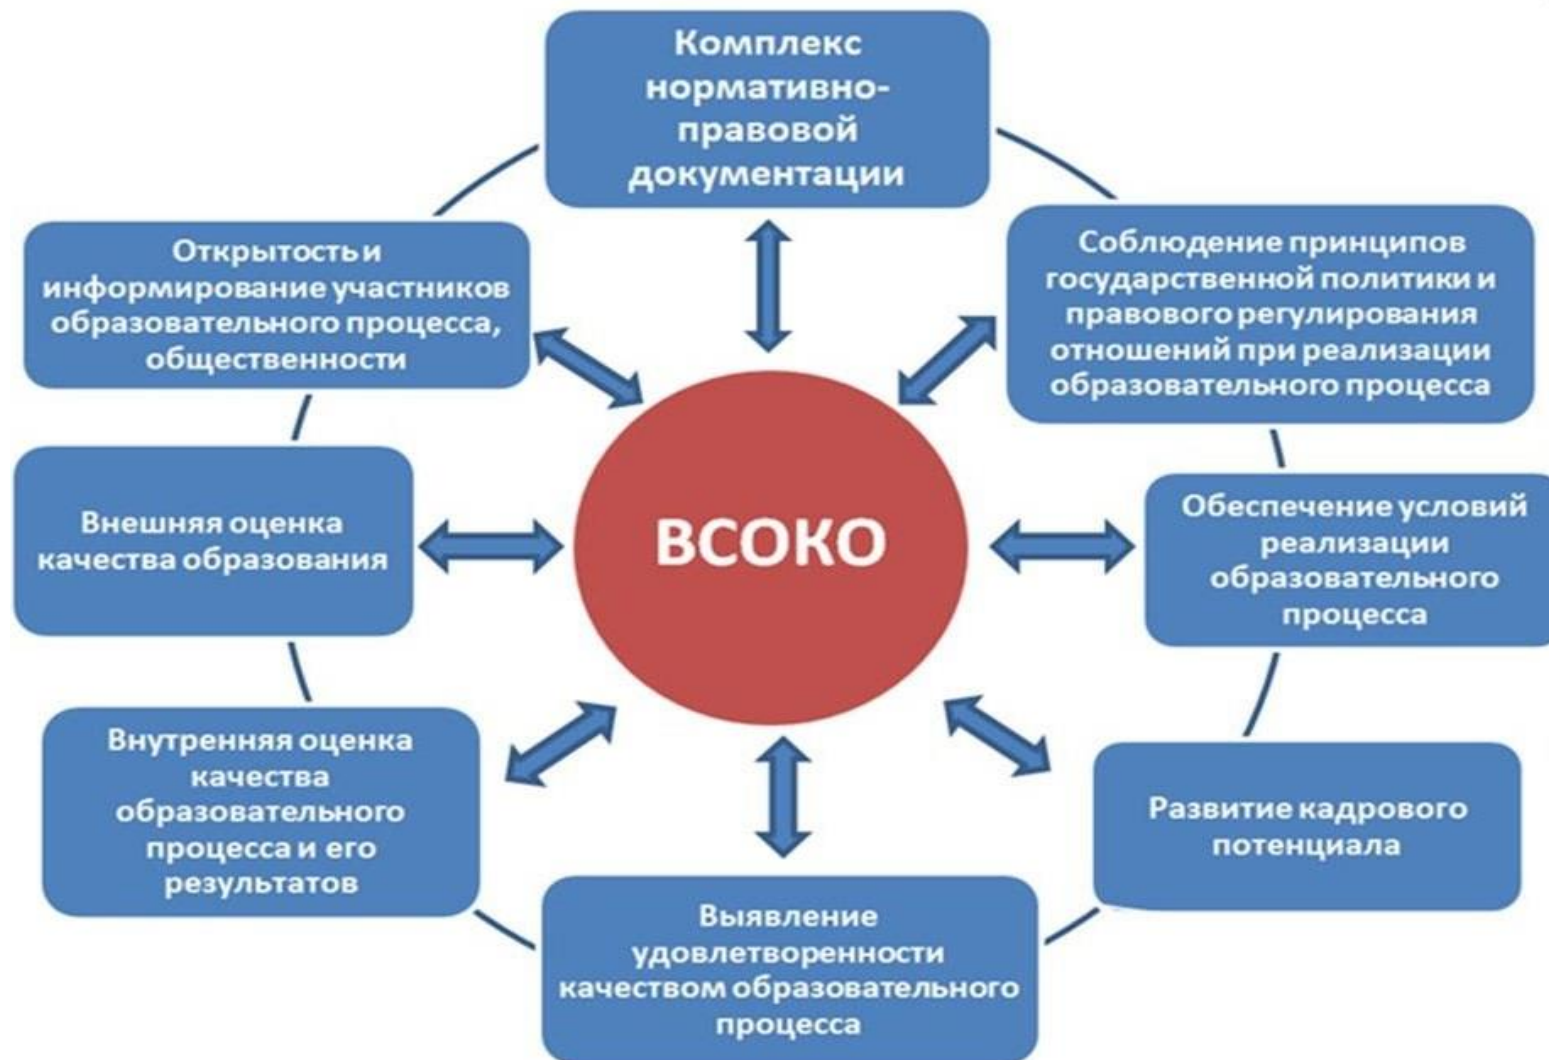 Комплекс
нормативно-
правовой
документации
Соблюдение принципов
государственной политики и
правового регулирования
отношений при реализации
образовательного процесса
Обеспечение условий
реализации
образовательного
процесса
Развитие кадрового
потенциала
Выявление
удовлетворенности
качеством образовательного
процесса
Внутренняя оценка
качества
образовательного
процесса и его
результатов
Внешняя оценка
качества образования
Открытость и
информирование участников
образовательного процесса,
общественности
ВСОКО